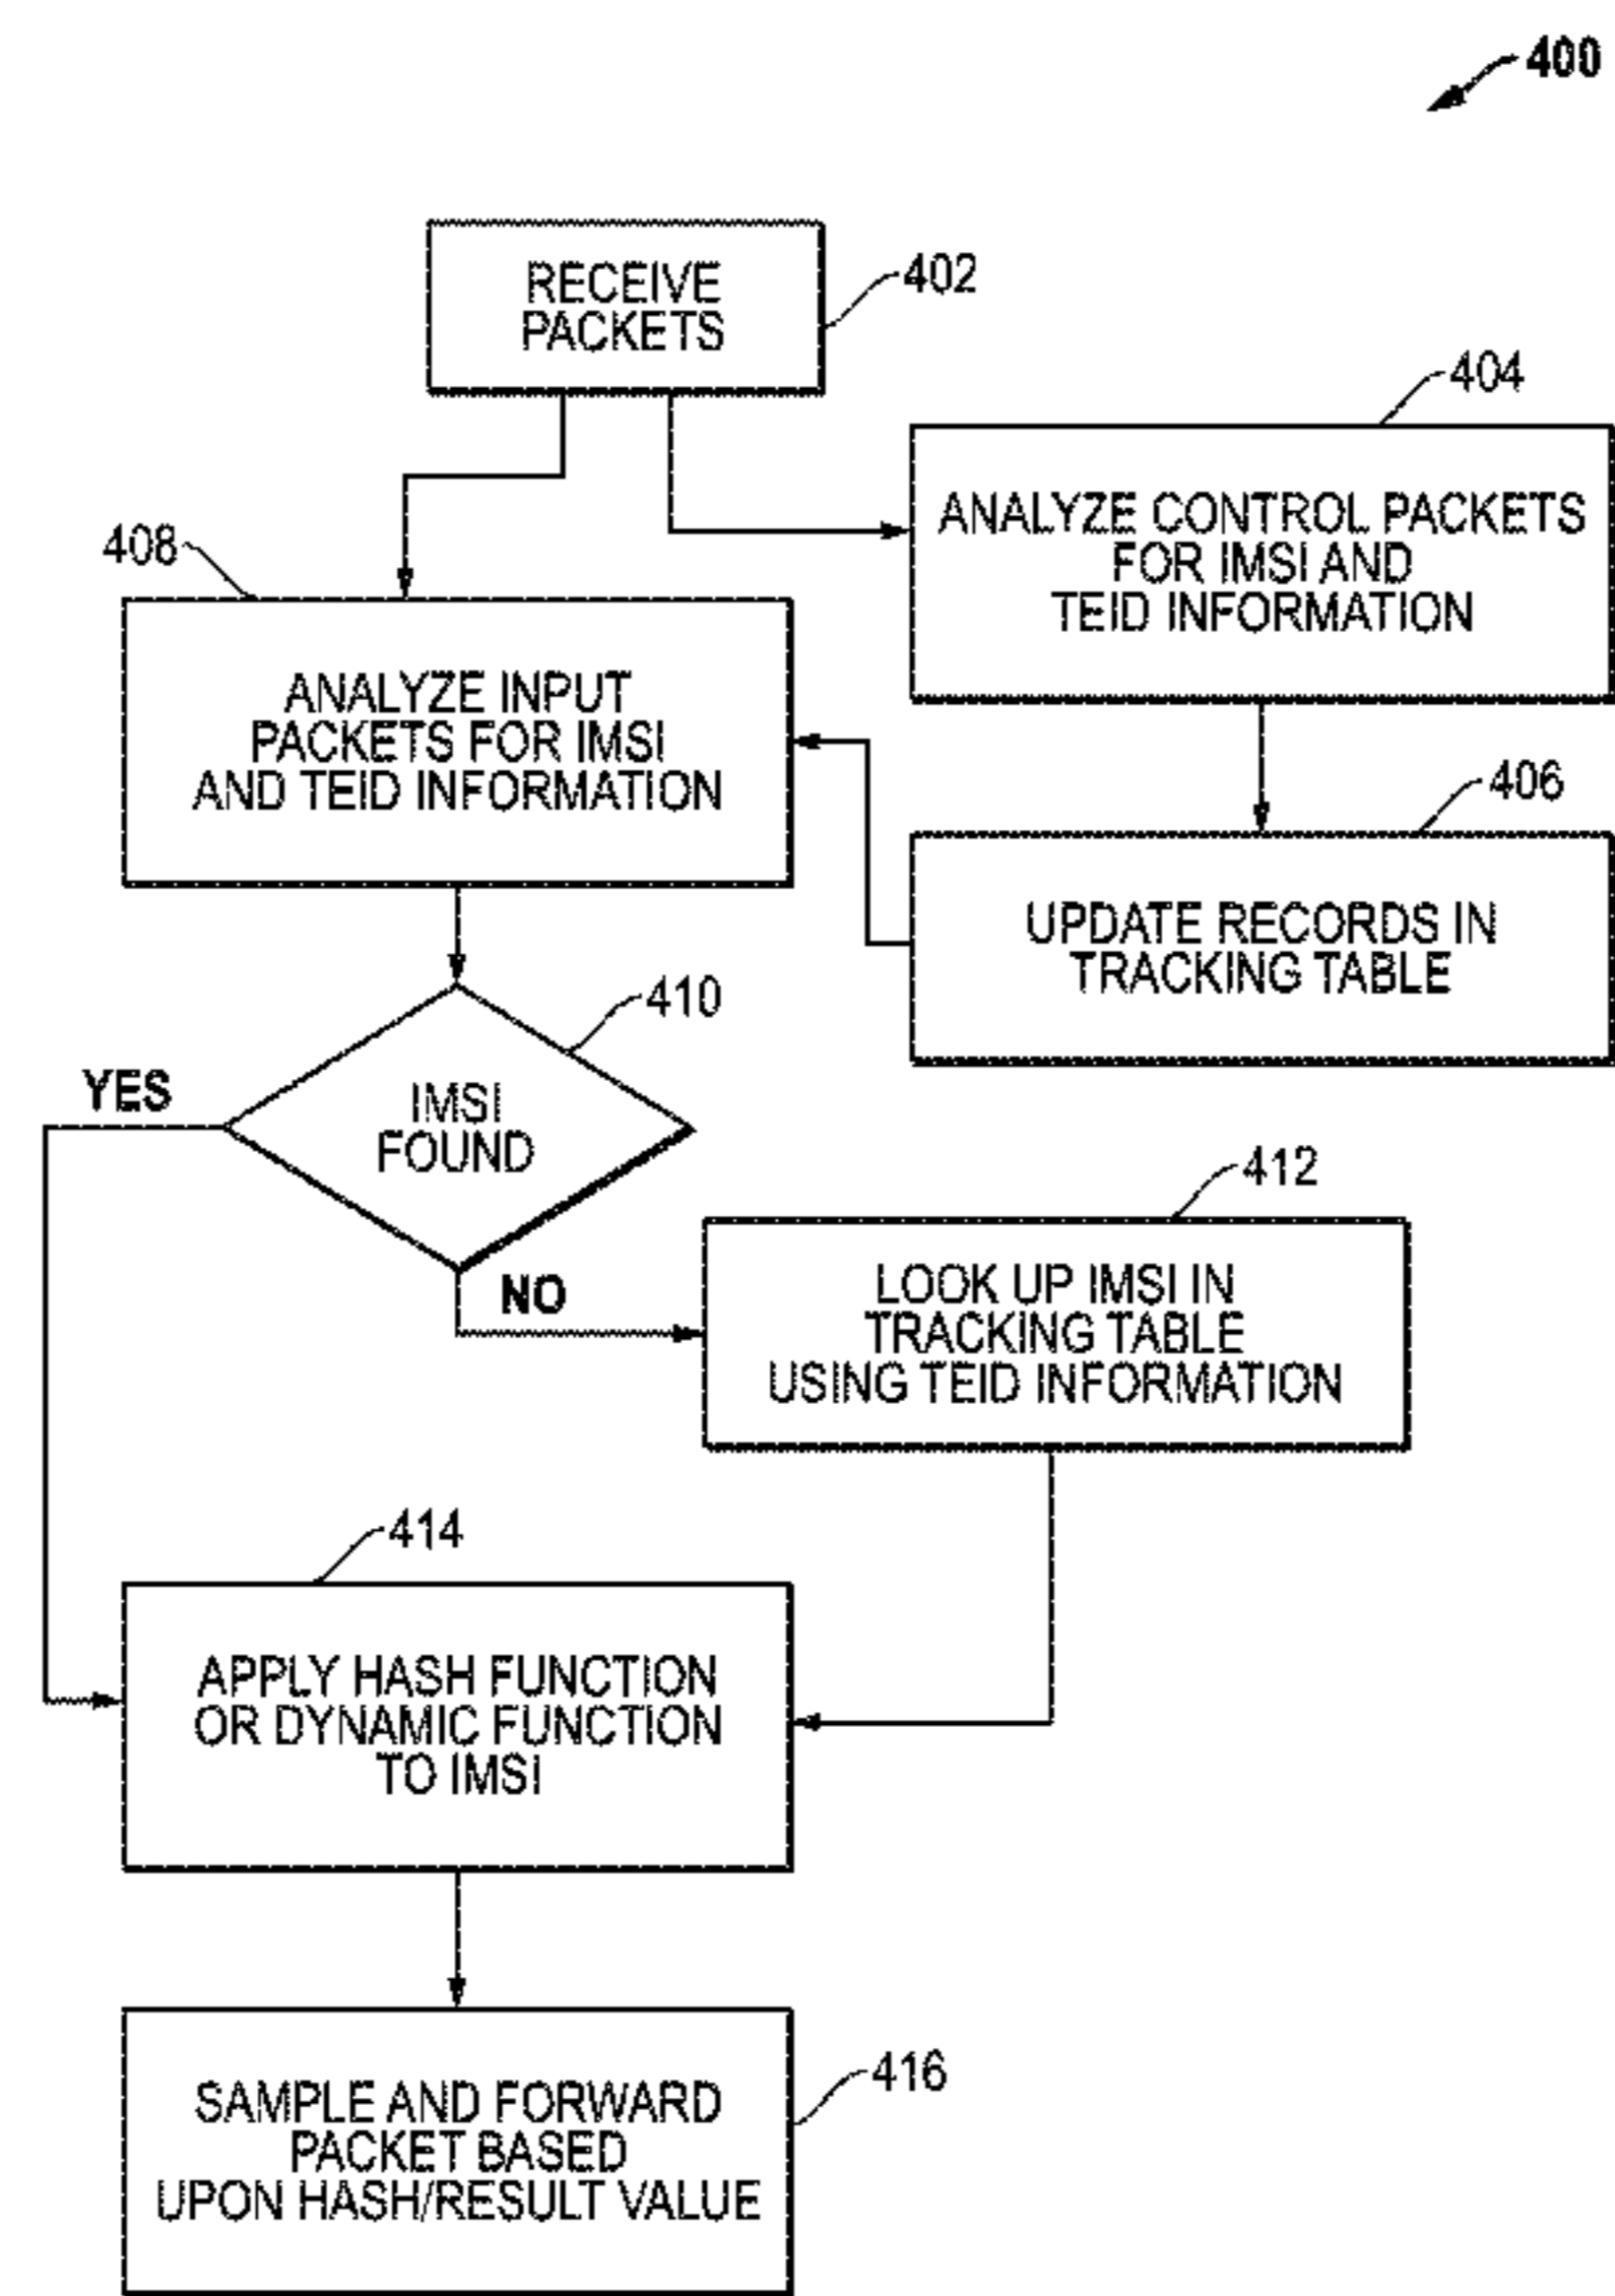 400
RECEIVE
PACKETS
402
404
ANALYZE CONTROL PACKETS
FOR IMSI AND
TEID INFORMATION
408
ANALYZE INPUT
PACKETS FOR IMSI
AND TEID INFORMATION
406
UPDATE RECORDS IN
TRACKING TABLE
410
YES
IMSI
FOUND
412
NO
LOOK UP IMSI IN
TRACKING TABLE
USING TEID INFORMATION
414
APPLY HASH FUNCTION
OR DYNAMIC FUNCTION
TO IMSI
416
SAMPLE AND FORWARD
PACKET BASED
UPON HASH/RESULT VALUE